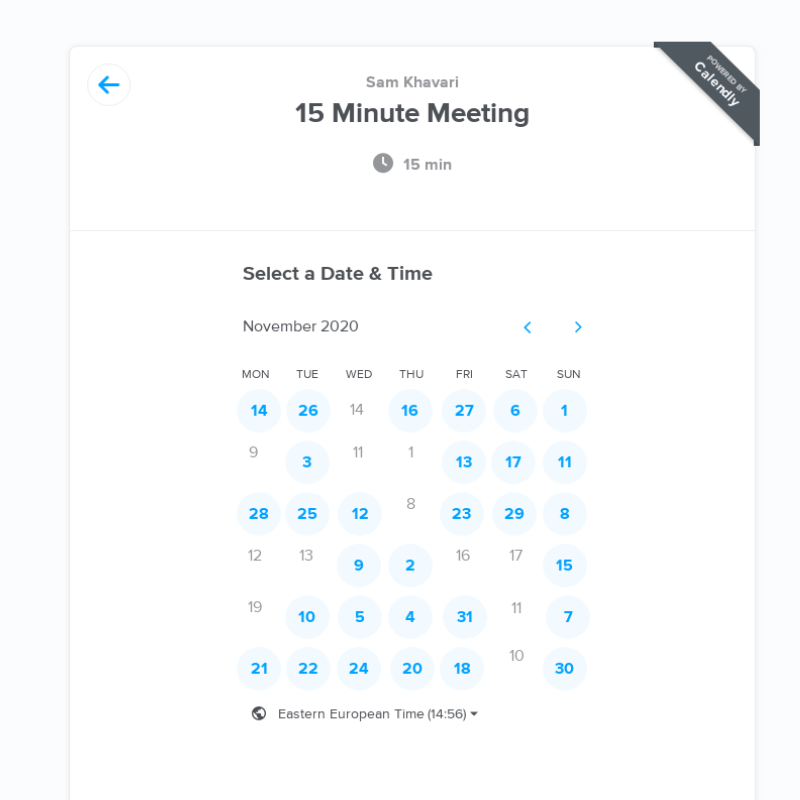 POWERED BY
Calendly
Sam Khavari
15 Minute Meeting
15 min
Select a Date & Time
November 2020
MON TUE WED THU FRI SAT SUN
14 26 14 16 27 6 1
9 3 11 1 13 17 11
28 25 12 8 23 29 8
12 13 9 2 16 17 15
19 10 5 4 31 11 7
21 22 24 20 18 10 30
Eastern European Time (14:56)